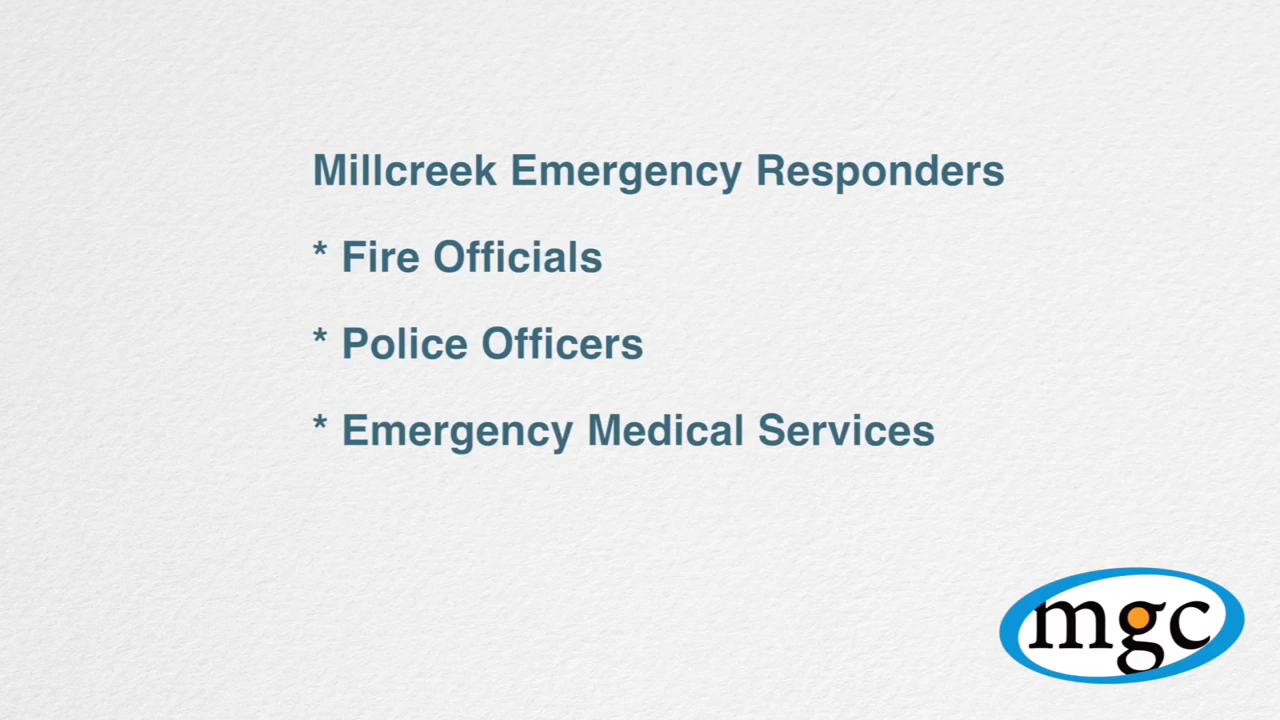 Millcreek Emergency Responders
* Fire Officials
* Police Officers
* Emergency Medical Services
mgc